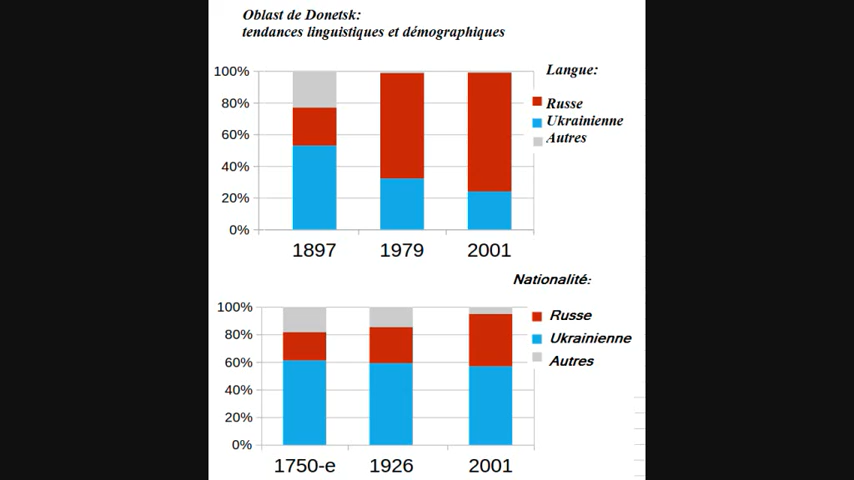 Oblast de Donetsk:
tendances linguistiques et démographiques
Langue:
100%
80%
60%
40%
20%
0%
Russe
Ukrainienne
Autres
1897 1979 2001
Nationalité:
100%
80%
60%
40%
20%
0%
Russe
Ukrainienne
Autres
1750-е 1926 2001